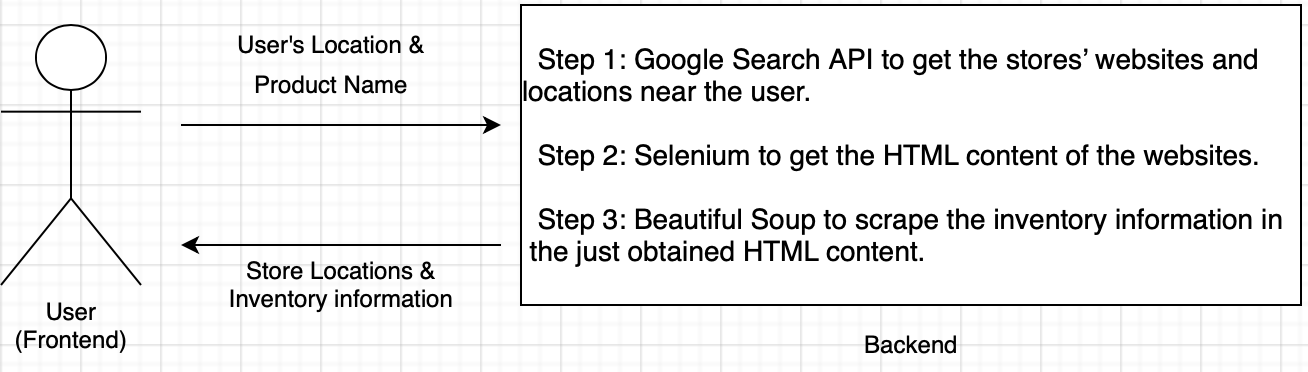 User's Location &
Product Name
Step 1: Google Search API to get the stores’ websites and
locations near the user.
Step 2: Selenium to get the HTML content of the websites.
Step 3: Beautiful Soup to scrape the inventory information in
the just obtained HTML content.
Store Locations &
Inventory information
User
(Frontend)
Backend